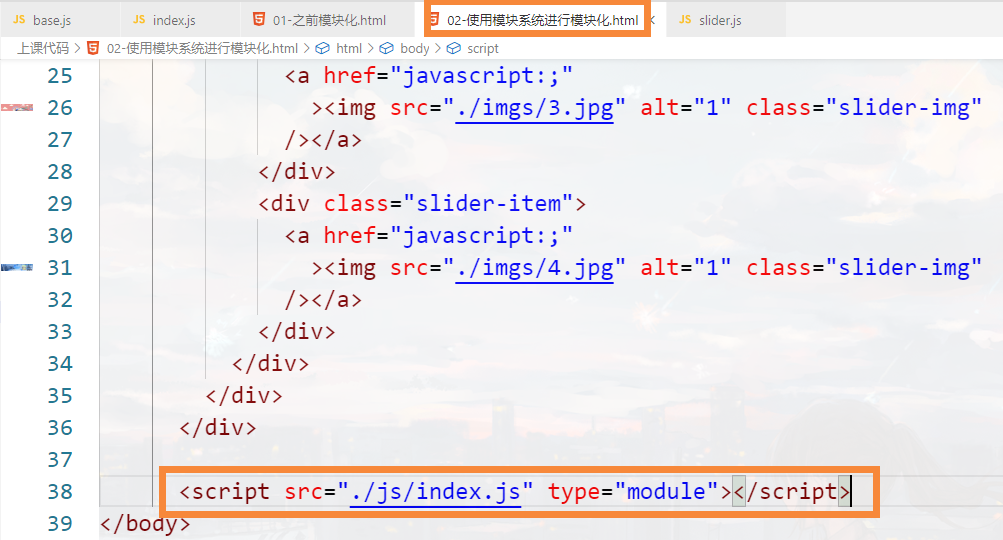 JS base.js JS index.js 5 01-之前模块化.html 5 02-使用模块系统进行模块化.html × JS slider.js
上课代码 > 5 02-使用模块系统进行模块化.html > html > body > script
25 <a href="javascript:;"
26 ><img src="./imgs/3.jpg" alt="1" class="slider-img"
27 /></a>
28 </div>
29 <div class="slider-item">
30 <a href="javascript:;"
31 ><img src="./imgs/4.jpg" alt="1" class="slider-img"
32 /></a>
33 </div>
34 </div>
35 </div>
36 </div>
37
38 <script src="./js/index.js" type="module"></script>
39 </body>